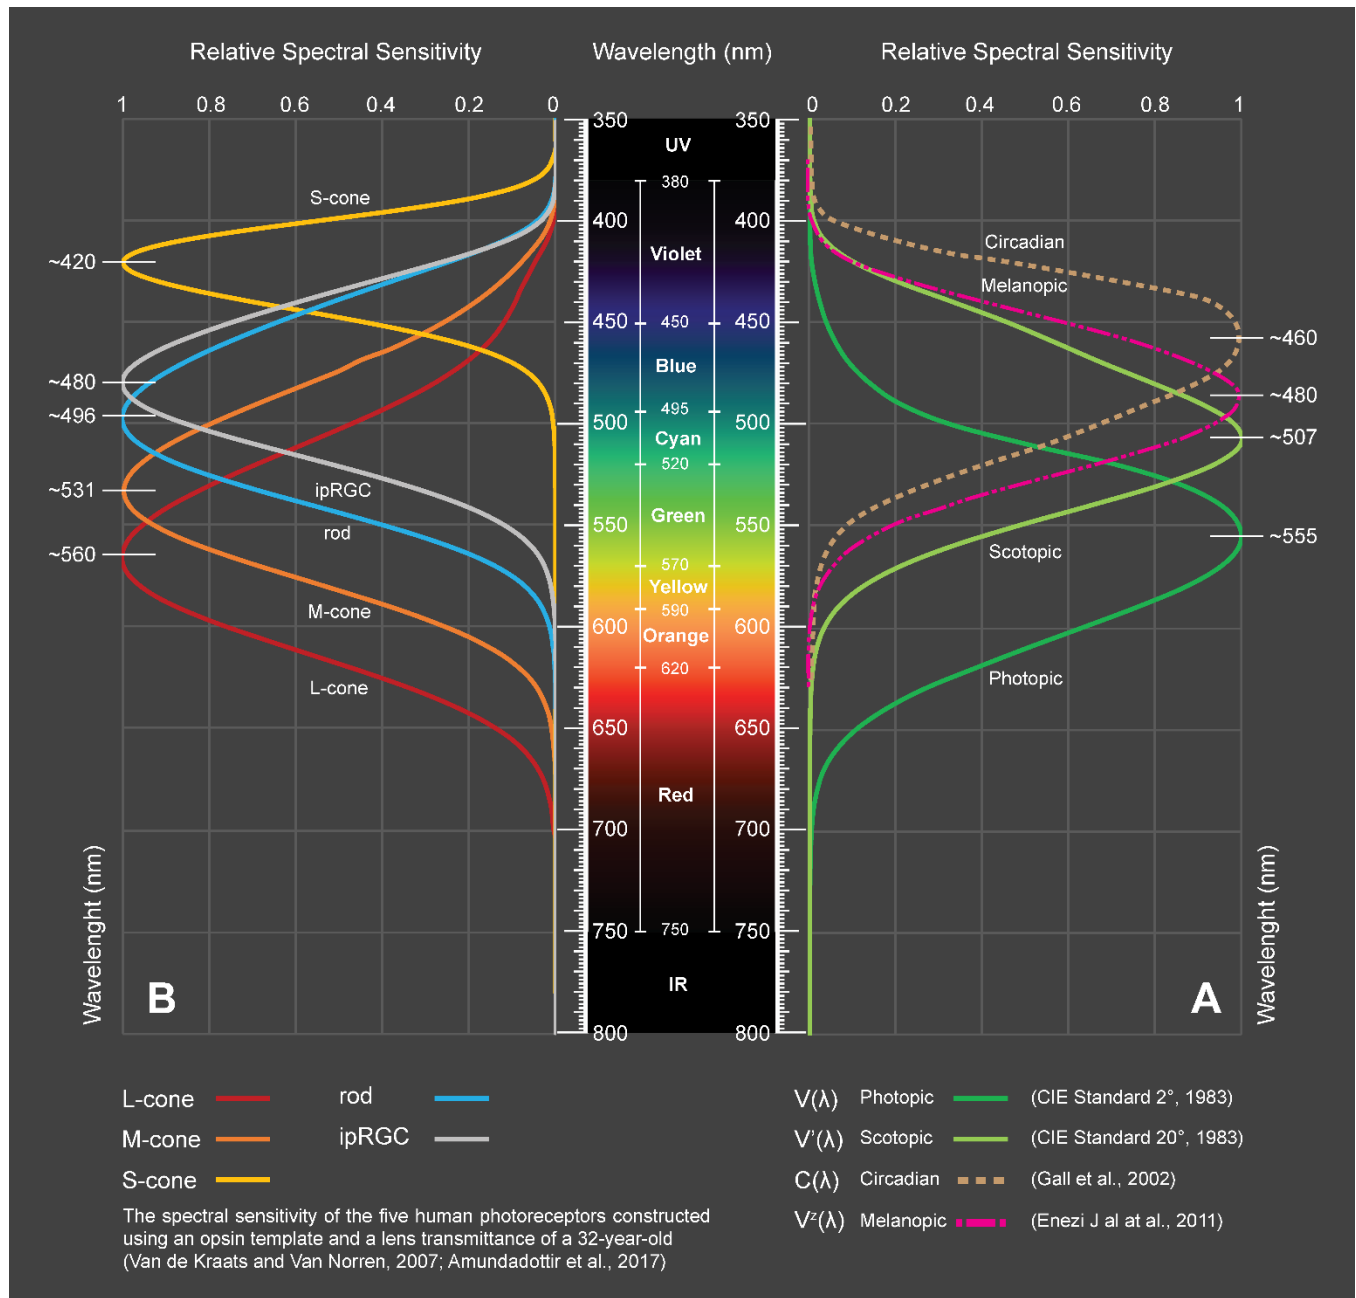 Relative Spectral Sensitivity
Wavelength (nm)
Relative Spectral Sensitivity
1 0.8 0.6 0.4 0.2 0
0 0.2 0.4 0.6 0.8 1
350 350
UV
380
S-cone
400 400
Circadian
Violet
~420
Melanopic
450 450 450
~460
Blue
~480
~480
495
~496
500 500
~507
Cyan
520
~531
ipRGC
Green
rod
550 550
~555
Scotopic
~560
570
Yellow
590
M-cone
600 600
Orange
620
Photopic
L-cone
650 650
Red
700 700
750 750 750
IR
800 800
Wavelenght (nm)
B
A
Wavelength (nm)
L-cone
M-cone
S-cone
rod
ipRGC
The spectral sensitivity of the five human photoreceptors constructed
using an opsin template and a lens transmittance of a 32-year-old
(Van de Kraats and Van Norren, 2007; Amundadottir et al., 2017)
V(λ) Photopic (CIE Standard 2°, 1983)
V'(λ) Scotopic (CIE Standard 20°, 1983)
C(λ) Circadian (Gall et al., 2002)
Vᶻ(λ) Melanopic (Enezi J al at al., 2011)